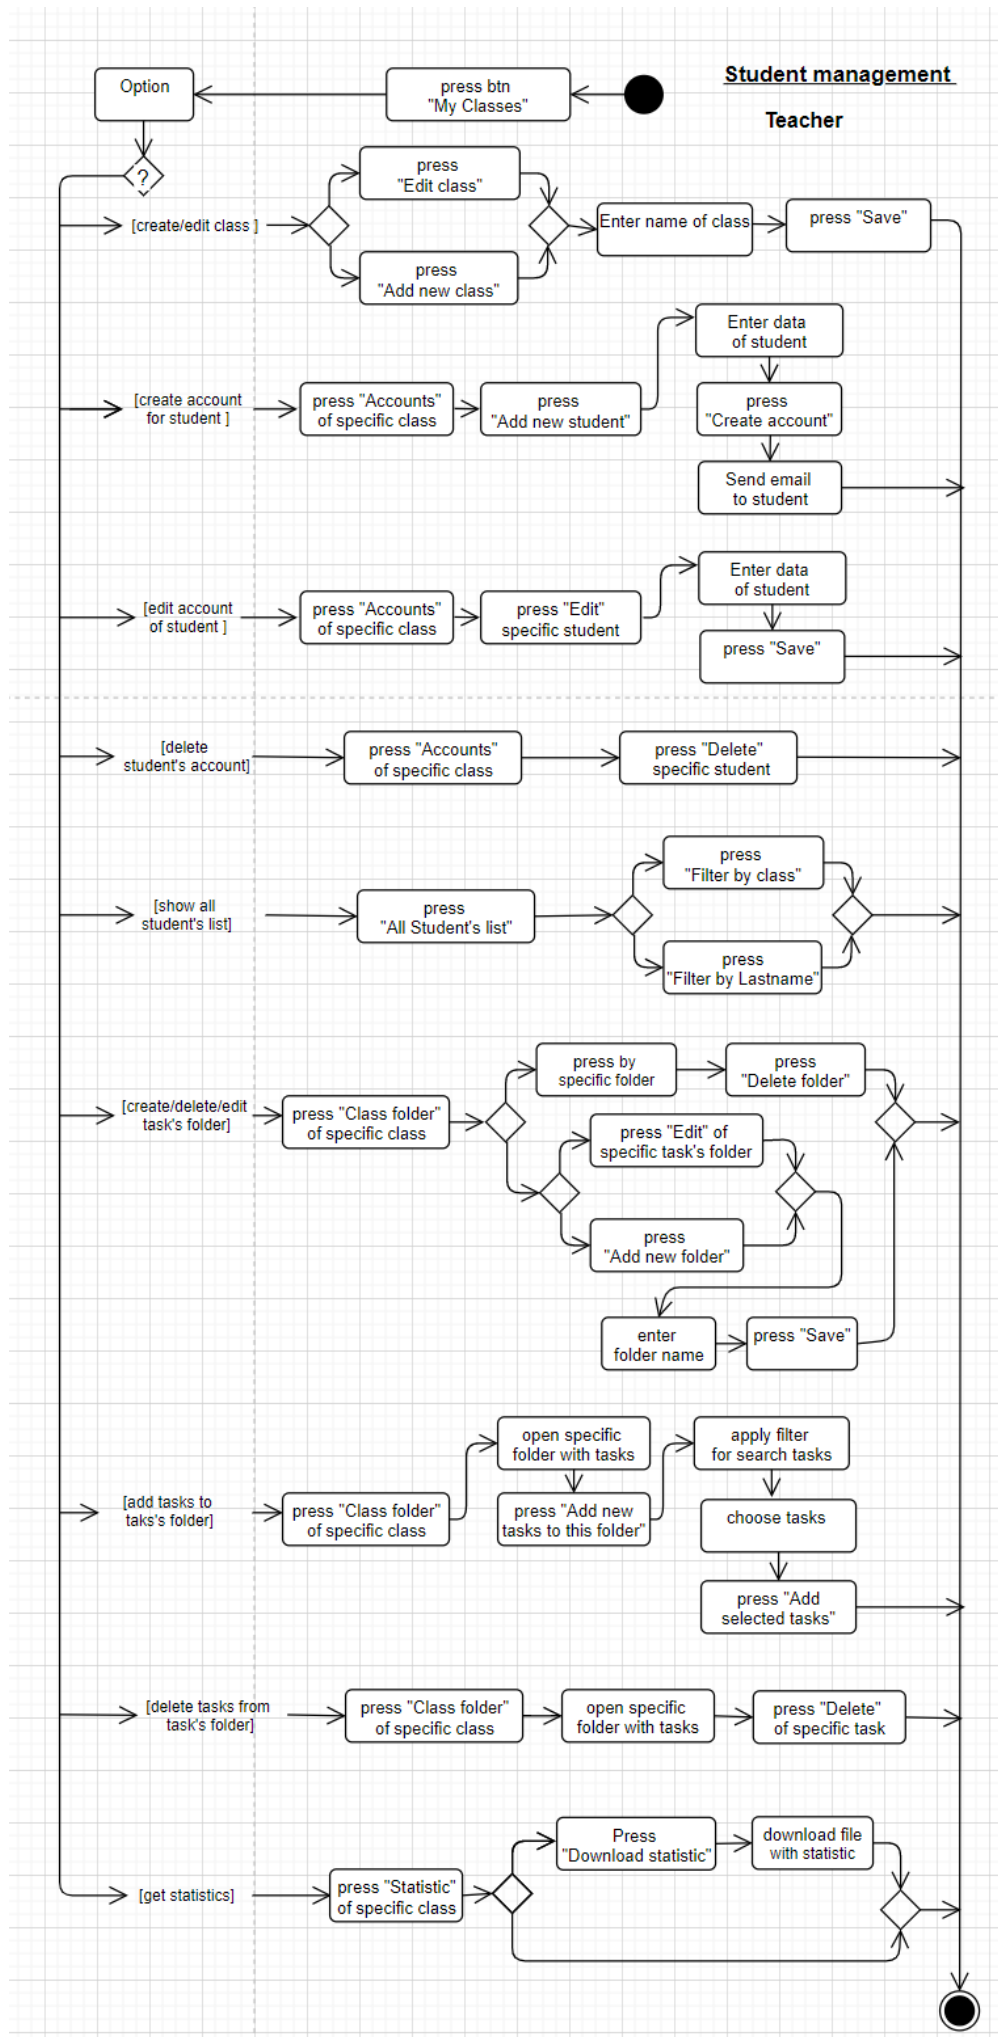 Student management
Teacher
Option
press btn
"My Classes"
?
press
"Edit class"
[create/edit class ]
Enter name of class
press "Save"
press
"Add new class"
Enter data
of student
[create account
for student ]
press "Accounts"
of specific class
press
"Add new student"
press
"Create account"
Send email
to student
Enter data
of student
[edit account
of student ]
press "Accounts"
of specific class
press "Edit"
specific student
press "Save"
[delete
student's account]
press "Accounts"
of specific class
press "Delete"
specific student
press
"Filter by class"
[show all
student's list]
press
"All Student's list"
press
"Filter by Lastname"
press by
specific folder
press
"Delete folder"
[create/delete/edit
task's folder]
press "Class folder"
of specific class
press "Edit" of
specific task's folder
press
"Add new folder"
enter
folder name
press "Save"
open specific
folder with tasks
apply filter
for search tasks
[add tasks to
taks's folder]
press "Class folder"
of specific class
press "Add new
tasks to this folder"
choose tasks
press "Add
selected tasks"
[delete tasks from
task's folder]
press "Class folder"
of specific class
open specific
folder with tasks
press "Delete"
of specific task
Press
"Download statistic"
download file
with statistic
[get statistics]
press "Statistic"
of specific class